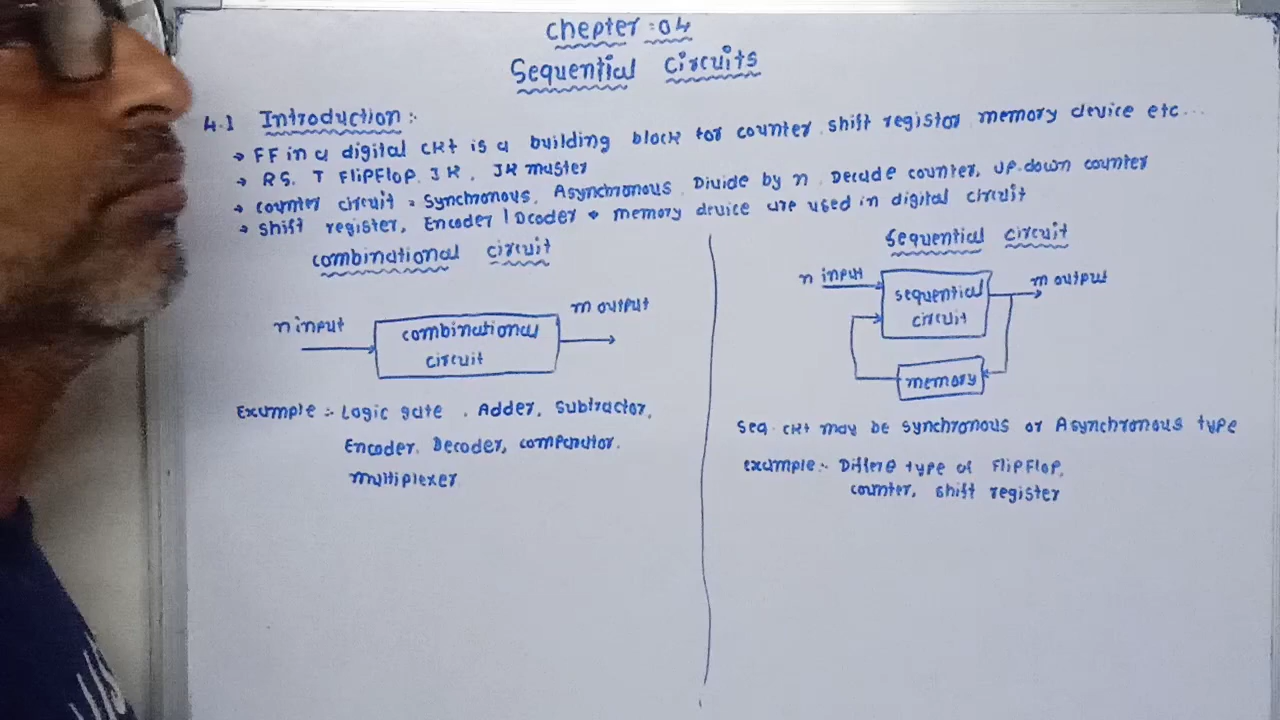 Chepter :04
Sequential Circuits
4.1 Introduction :-
→ FF in a digital CKt is a building block for counter, shift registor, memory device etc...
→ RS, T FlipFlop, JK, JK master
→ counter circuit = Synchronous, Asynchronous, Divide by n, Decade counter, up-down counter
→ shift register, Encoder / Dcoder & memory device are used in digital circuit
combinational circuit
n input
combinational circuit
m output
Example :- Logic gate, Adder, Subtractor,
Encoder, Decoder, comperator,
multiplexer
sequential circuit
n input
sequential circuit
m output
memory
Seq. cKt may be synchronous or Asynchronous type
example :- Differe type of FlipFlop,
counter, shift register